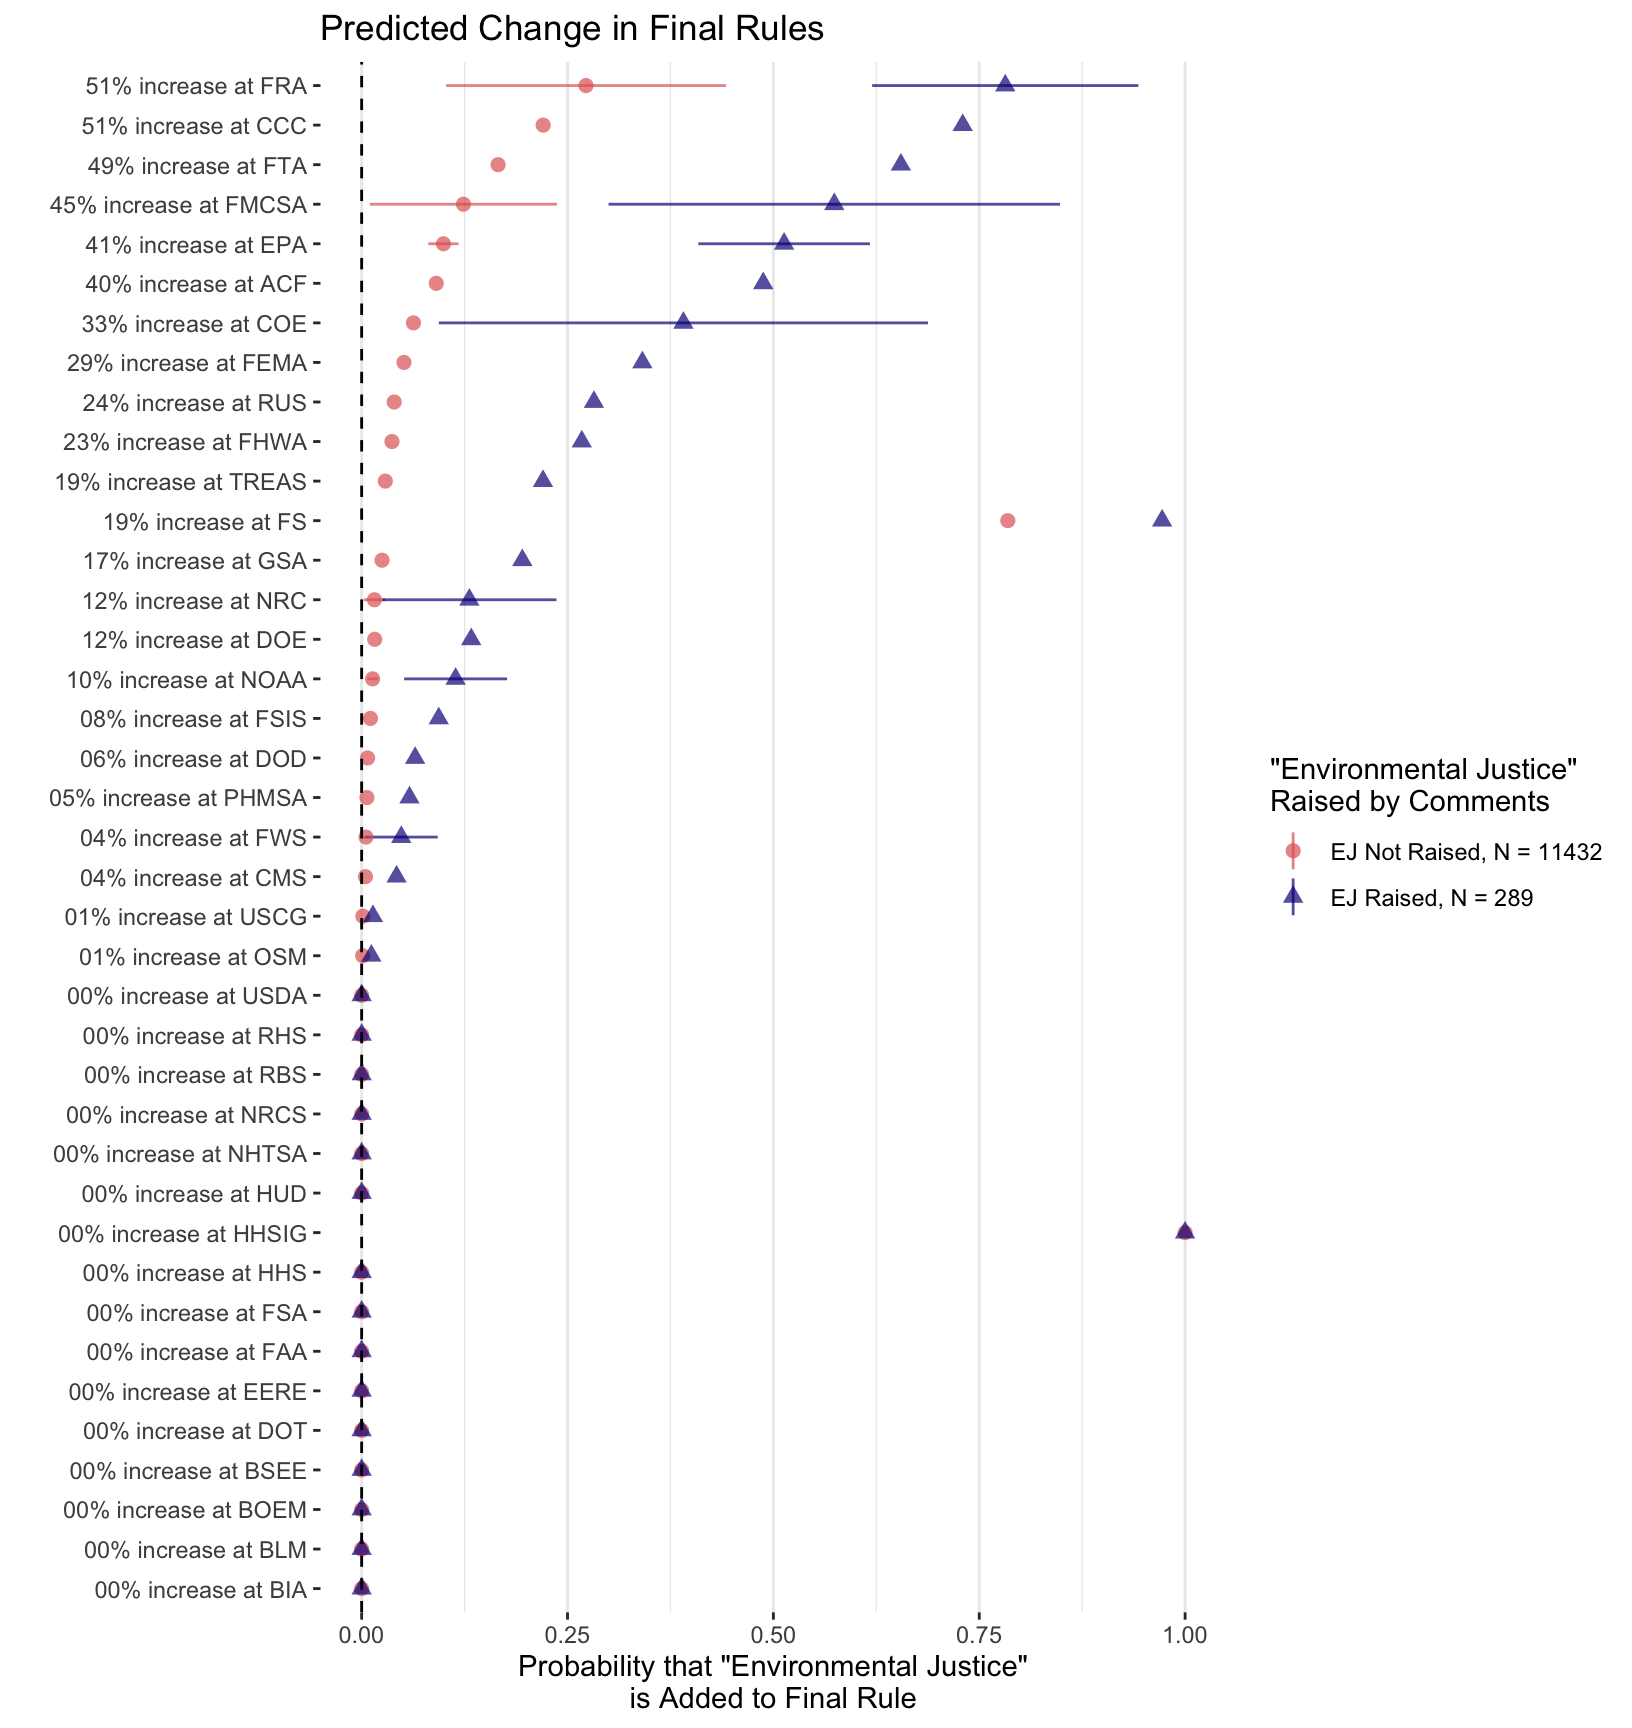 Predicted Change in Final Rules
51% increase at FRA
51% increase at CCC
49% increase at FTA
45% increase at FMCSA
41% increase at EPA
40% increase at ACF
33% increase at COE
29% increase at FEMA
24% increase at RUS
23% increase at FHWA
19% increase at TREAS
19% increase at FS
17% increase at GSA
12% increase at NRC
12% increase at DOE
10% increase at NOAA
08% increase at FSIS
06% increase at DOD
05% increase at PHMSA
04% increase at FWS
04% increase at CMS
01% increase at USCG
01% increase at OSM
00% increase at USDA
00% increase at RHS
00% increase at RBS
00% increase at NRCS
00% increase at NHTSA
00% increase at HUD
00% increase at HHSIG
00% increase at HHS
00% increase at FSA
00% increase at FAA
00% increase at EERE
00% increase at DOT
00% increase at BSEE
00% increase at BOEM
00% increase at BLM
00% increase at BIA
0.00 0.25 0.50 0.75 1.00
Probability that "Environmental Justice"
is Added to Final Rule
"Environmental Justice"
Raised by Comments
EJ Not Raised, N = 11432
EJ Raised, N = 289